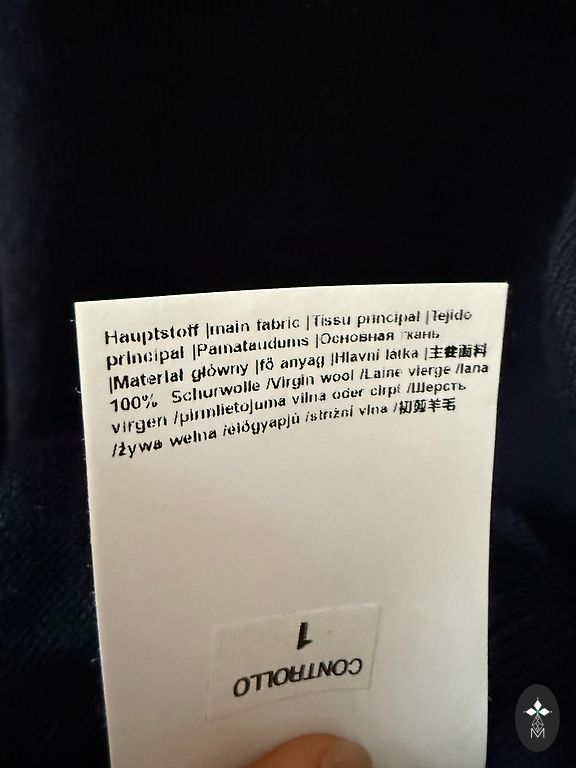 Hauptstoff |main fabric |Tissu principal |Tejido
principal |Pamataudums |Основная ткань
|Materiał główny |fő anyag |Hlavní látka |主要面料
100% Schurwolle /Virgin wool /Laine vierge /lana
virgen /pirmlietojuma vilna oder cirpi /Шерсть
/żywa wełna /élőgyapjú /střižní vlna /初剪羊毛
1
CONTROLLO
M